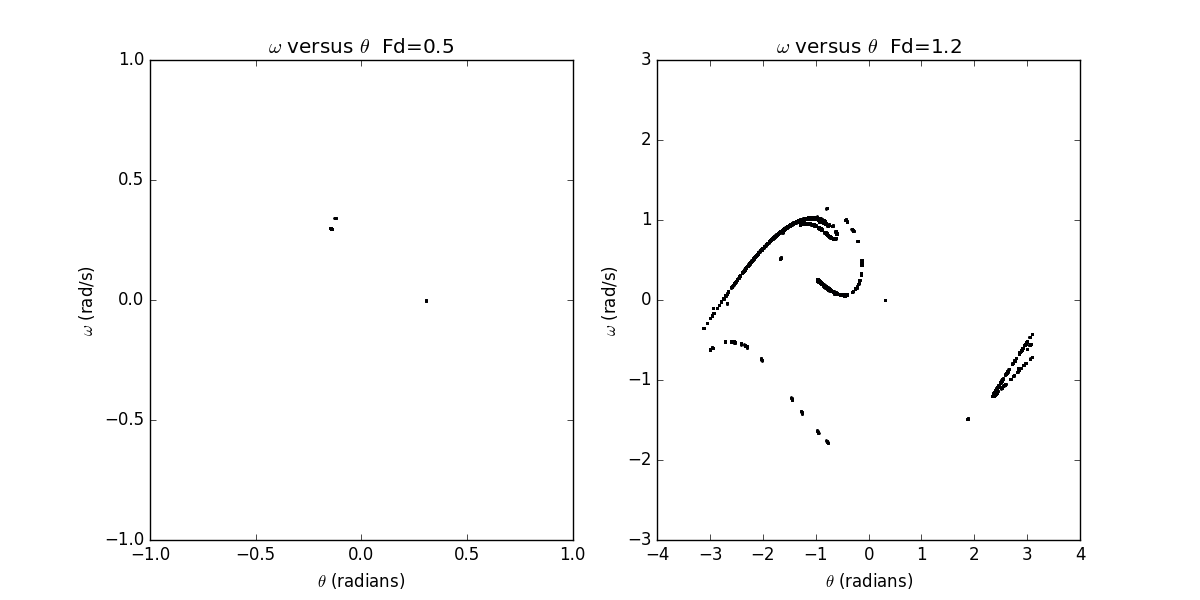 ω versus θ Fd=0.5
1.0
0.5
0.0
−0.5
−1.0
−1.0 −0.5 0.0 0.5 1.0
ω (rad/s)
θ (radians)
ω versus θ Fd=1.2
3
2
1
0
−1
−2
−3
−4 −3 −2 −1 0 1 2 3 4
ω (rad/s)
θ (radians)